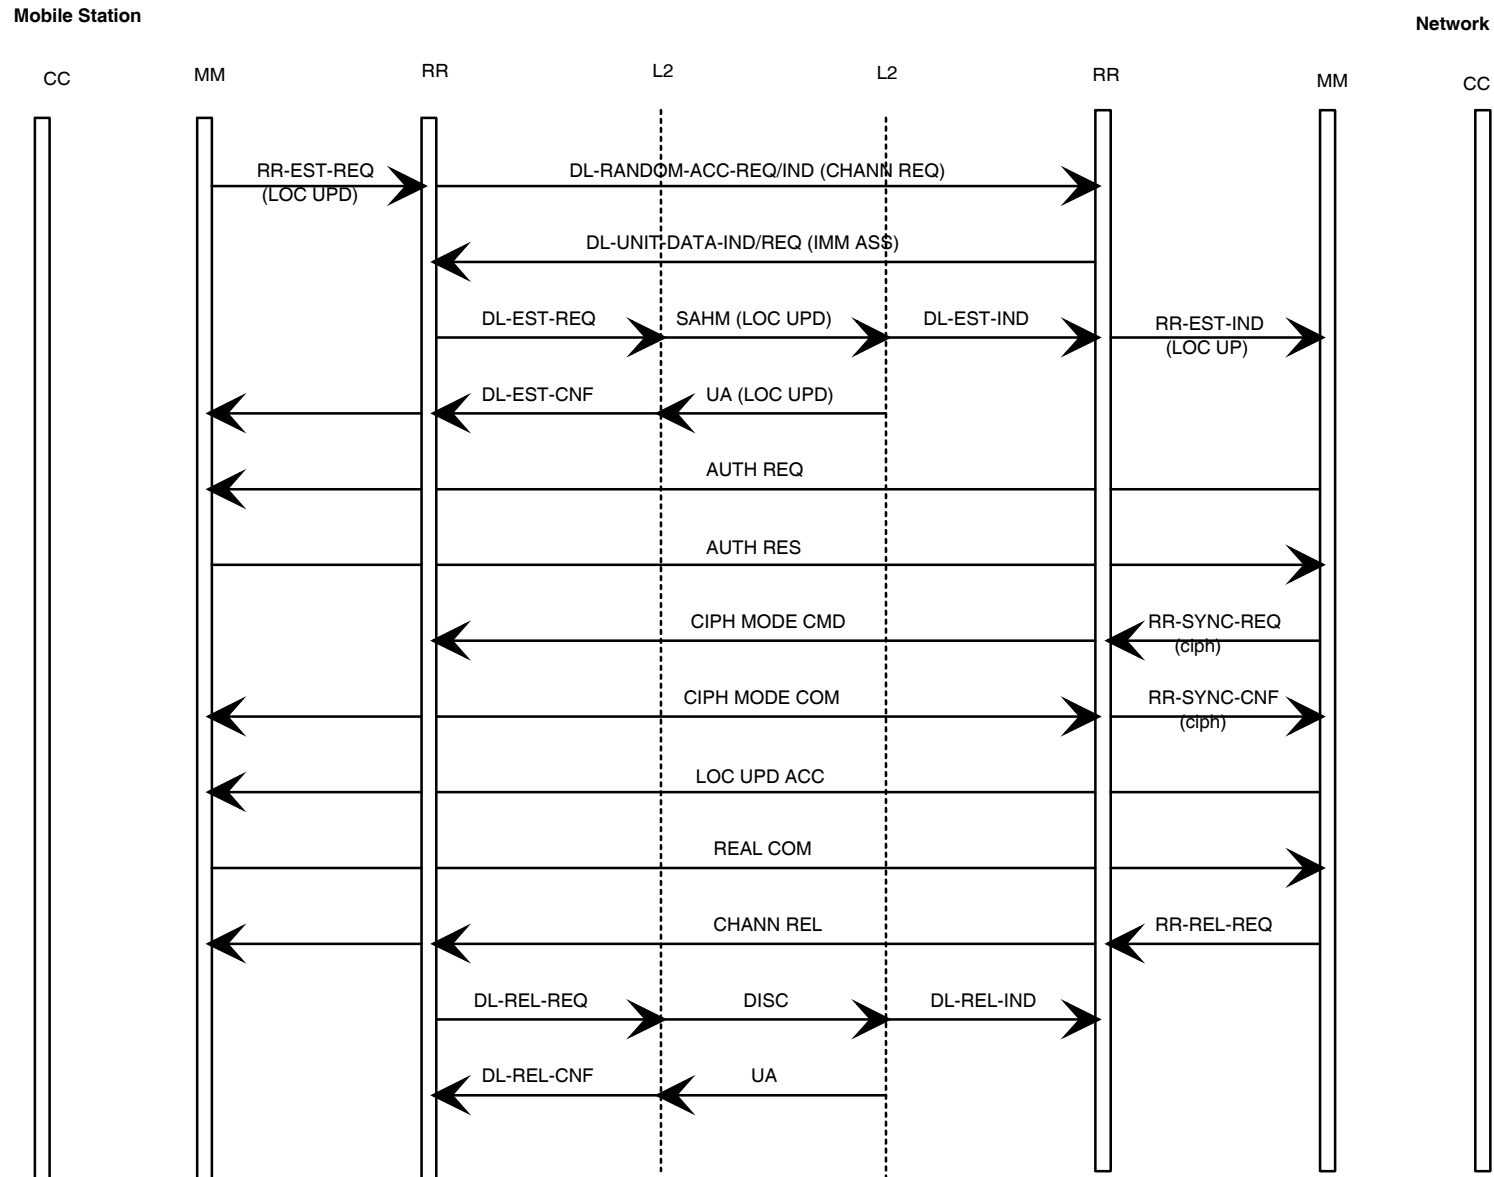 Mobile Station
Network
CC MM RR L2 L2 RR MM CC
RR-EST-REQ
(LOC UPD)
DL-RANDOM-ACC-REQ/IND (CHANN REQ)
DL-UNIT-DATA-IND/REQ (IMM ASS)
DL-EST-REQ SAHM (LOC UPD) DL-EST-IND RR-EST-IND
(LOC UP)
DL-EST-CNF UA (LOC UPD)
AUTH REQ
AUTH RES
CIPH MODE CMD RR-SYNC-REQ
(ciph)
CIPH MODE COM RR-SYNC-CNF
(ciph)
LOC UPD ACC
REAL COM
CHANN REL RR-REL-REQ
DL-REL-REQ DISC DL-REL-IND
DL-REL-CNF UA